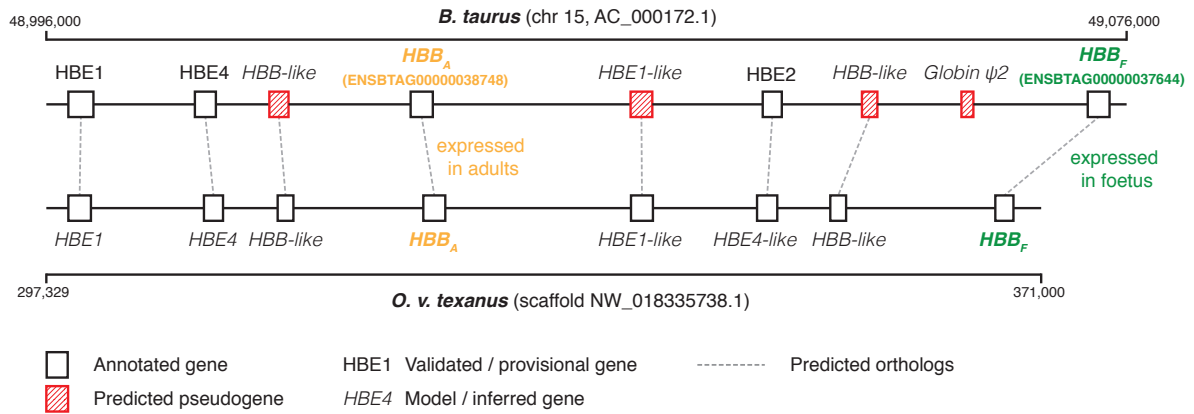 B. taurus (chr 15, AC_000172.1)
48,996,000
49,076,000
HBE1
HBE4
HBB-like
HBB_A
(ENSBTAG00000038748)
HBE1-like
HBE2
HBB-like
Globin ψ2
HBB_F
(ENSBTAG00000037644)
expressed
in adults
expressed
in foetus
HBE1
HBE4
HBB-like
HBB_A
HBE1-like
HBE4-like
HBB-like
HBB_F
297,329
371,000
O. v. texanus (scaffold NW_018335738.1)
Annotated gene
HBE1 Validated / provisional gene
Predicted orthologs
Predicted pseudogene
HBE4 Model / inferred gene